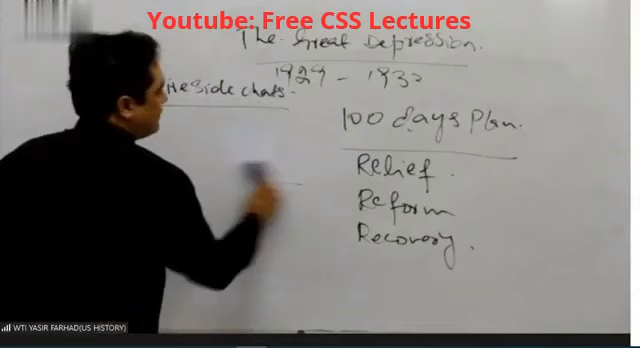 Youtube: Free CSS Lectures
The Great Depression.
1929 - 1932
ireside chats.
100 days Plan.
Relief.
Reform
Recovery.
WTI YASIR FARHAD(US HISTORY)